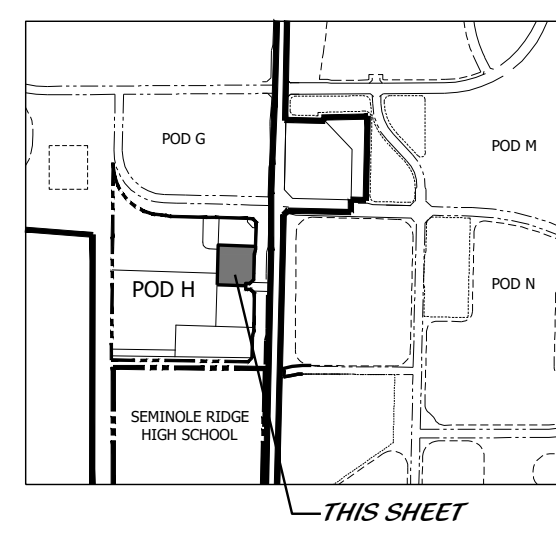 POD G
POD M
POD H
POD N
SEMINOLE RIDGE
HIGH SCHOOL
THIS SHEET